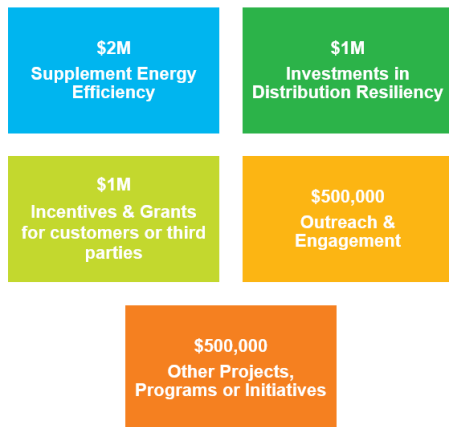 $2M
Supplement Energy
Efficiency
$1M
Investments in
Distribution Resiliency
$1M
Incentives & Grants
for customers or third
parties
$500,000
Outreach &
Engagement
$500,000
Other Projects,
Programs or Initiatives